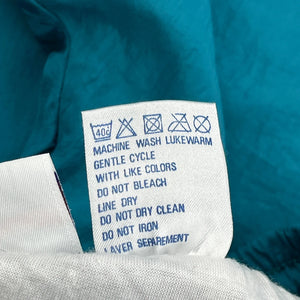 40c
MACHINE WASH LUKEWARM
GENTLE CYCLE
WITH LIKE COLORS
DO NOT BLEACH
LINE DRY
DO NOT DRY CLEAN
DO NOT IRON
LAVER SEPAREMENT